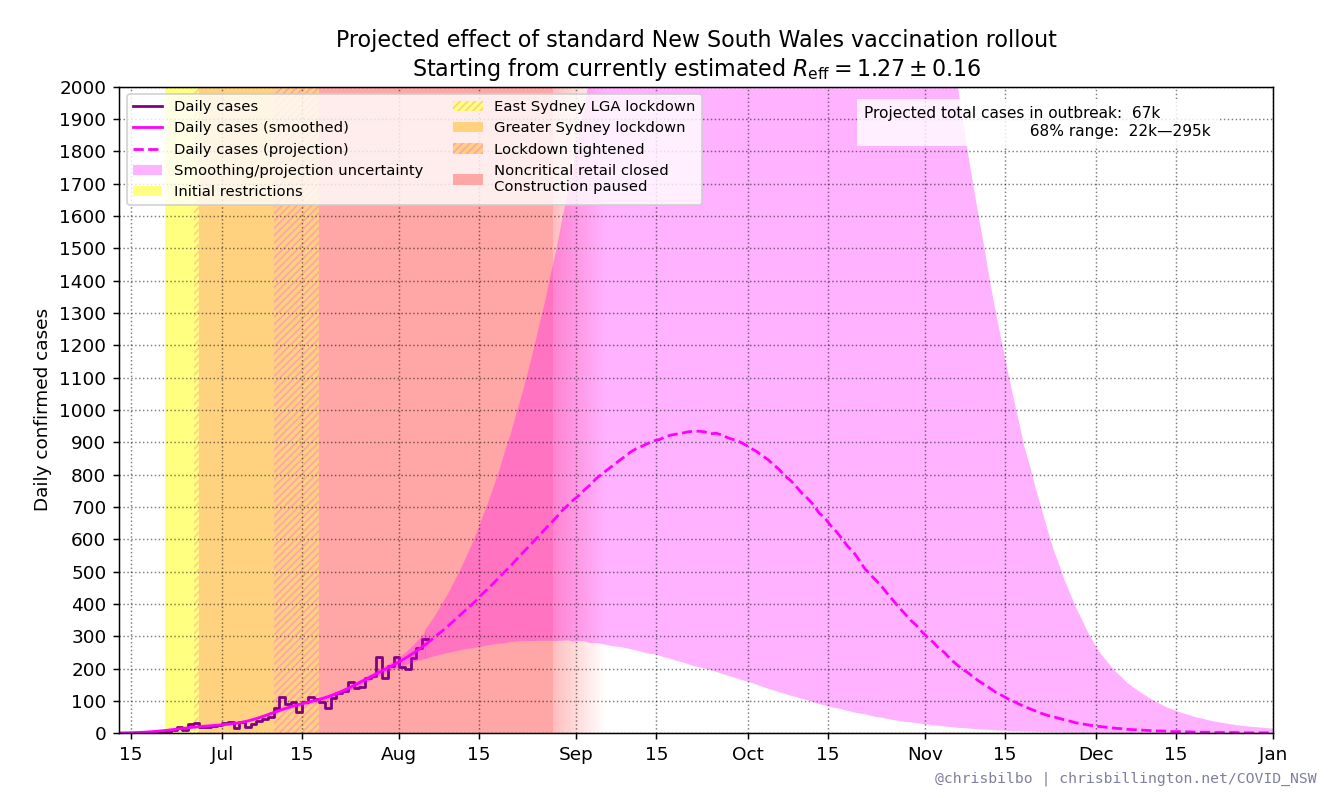 Projected effect of standard New South Wales vaccination rollout
Starting from currently estimated R_eff = 1.27 ± 0.16
Daily cases
Daily cases (smoothed)
Daily cases (projection)
Smoothing/projection uncertainty
Initial restrictions
East Sydney LGA lockdown
Greater Sydney lockdown
Lockdown tightened
Noncritical retail closed
Construction paused
Projected total cases in outbreak: 67k
68% range: 22k—295k
Daily confirmed cases
2000
1900
1800
1700
1600
1500
1400
1300
1200
1100
1000
900
800
700
600
500
400
300
200
100
0
15 Jul 15 Aug 15 Sep 15 Oct 15 Nov 15 Dec 15 Jan
@chrisbilbo | chrisbillington.net/COVID_NSW